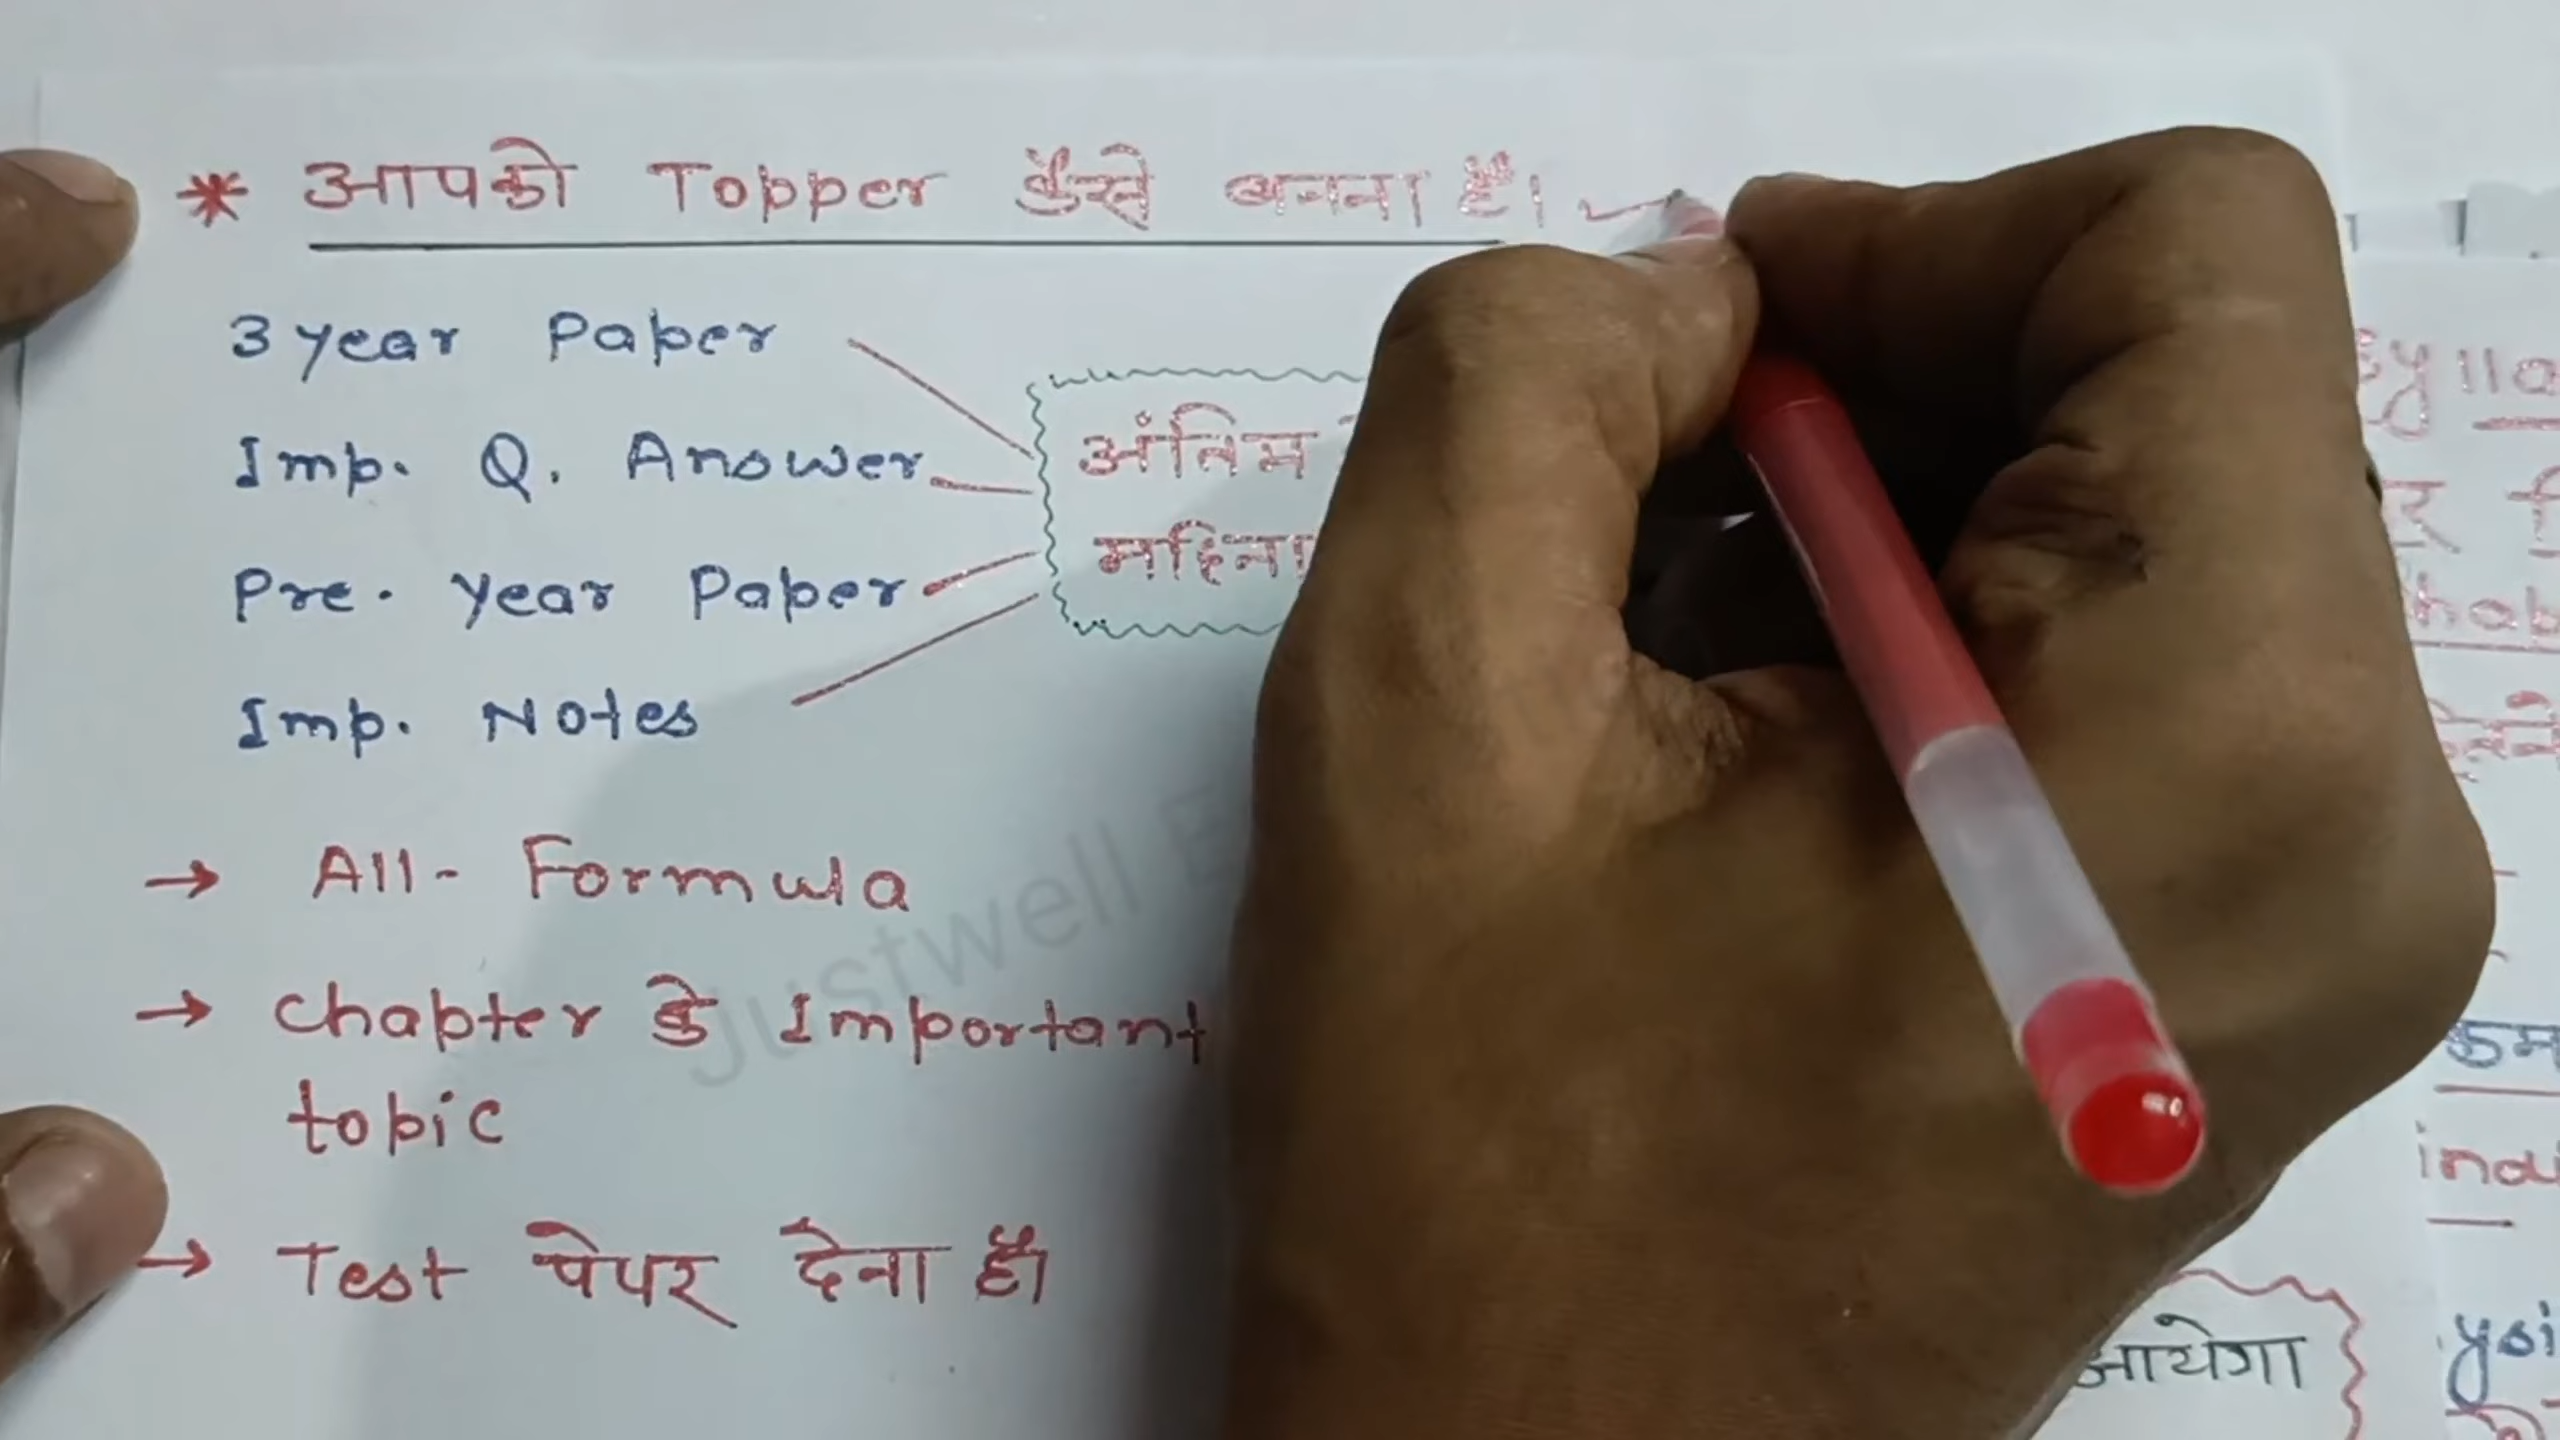 * आपको Topper कैसे बनना है।
3 year Paper
Imp. Q. Answer
Pre. Year Paper
Imp. Notes
अंतिम
महिना
→ All - Formula
→ Chapter के Important
topic
→ Test पेपर देना है।
justwell
आयेगा